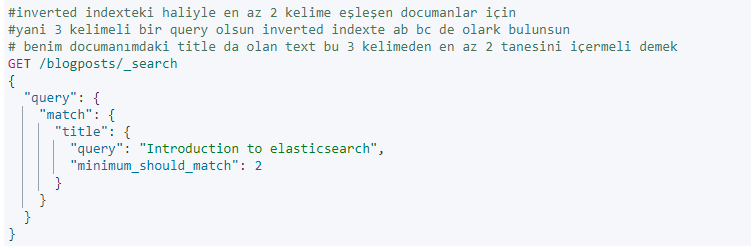 #inverted indexteki haliyle en az 2 kelime eşleşen documanlar için
#yani 3 kelimeli bir query olsun inverted indexte ab bc de olark bulunsun
# benim documanımdaki title da olan text bu 3 kelimeden en az 2 tanesini içermeli demek
GET /blogposts/_search
{
  "query": {
    "match": {
      "title": {
        "query": "Introduction to elasticsearch",
        "minimum_should_match": 2
      }
    }
  }
}